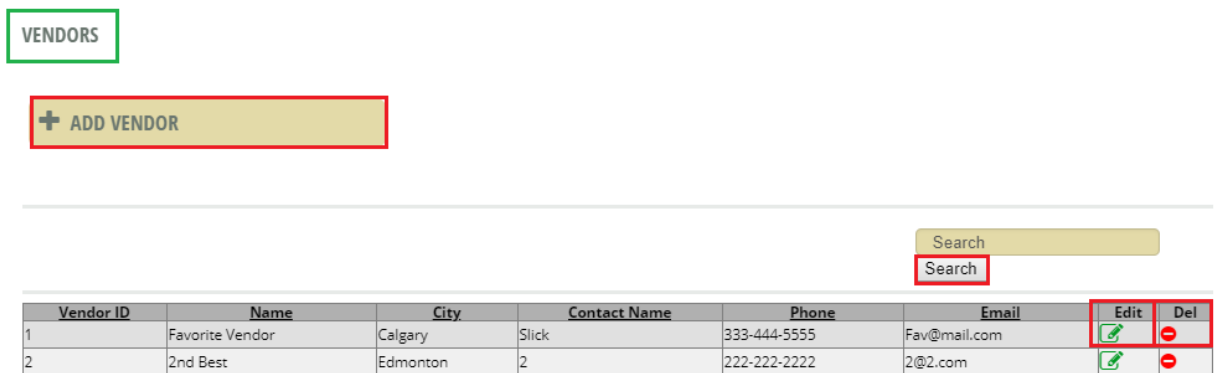 VENDORS
ADD VENDOR
Search
Search
Vendor ID Name City Contact Name Phone Email Edit Del
1 Favorite Vendor Calgary Slick 333-444-5555 Fav@mail.com
2 2nd Best Edmonton 2 222-222-2222 2@2.com